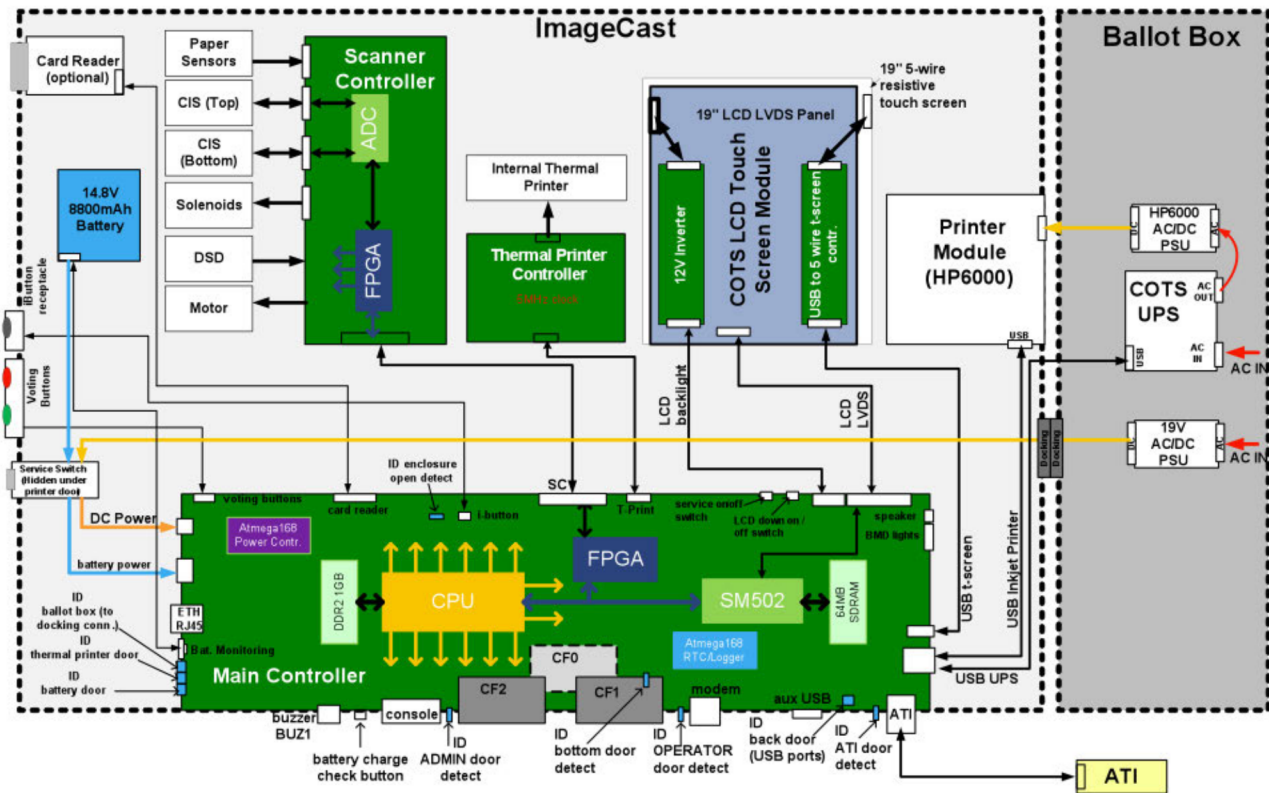 ImageCast
Ballot Box
Card Reader
(optional)
Paper
Sensors
CIS (Top)
CIS
(Bottom)
Solenoids
DSD
Motor
Scanner
Controller
ADC
FPGA
14.8V
8800mAh
Battery
iButton
receptacle
Voting
Buttons
Internal Thermal
Printer
Thermal Printer
Controller
19" LCD LVDS Panel
19" 5-wire
resistive
touch screen
12V Inverter
COTS LCD Touch
Screen Module
USB to 5 wire t-screen
contr.
Printer
Module
(HP6000)
USB
HP6000
AC/DC
PSU
DC
AC
COTS
UPS
AC
OUT
AC
IN
USB
AC IN
19V
AC/DC
PSU
DC
AC
AC IN
Docking
Docking
LCD
backlight
LCD
LVDS
Service Switch
(Hidden under
printer door)
DC Power
battery power
ID
ballot box (to
docking conn.)
ID
thermal printer door
ID
battery door
voting buttons
card reader
ID enclosure
open detect
i-button
SC
T-Print
service on/off
switch
LCD down on /
off switch
speaker
BMD lights
Atmega168
Power Contr.
DDR2 1GB
CPU
FPGA
SM502
64MB
SDRAM
ETH
RJ45
Bat. Monitoring
Main Controller
Atmega168
RTC/Logger
CF0
CF2
CF1
modem
aux USB
ATI
USB t-screen
USB Inkjet Printer
USB UPS
buzzer
BUZ1
console
battery charge
check button
ID
ADMIN door
detect
ID
bottom door
detect
ID
OPERATOR
door detect
ID
back door
(USB ports)
ID
ATI door
detect
ATI